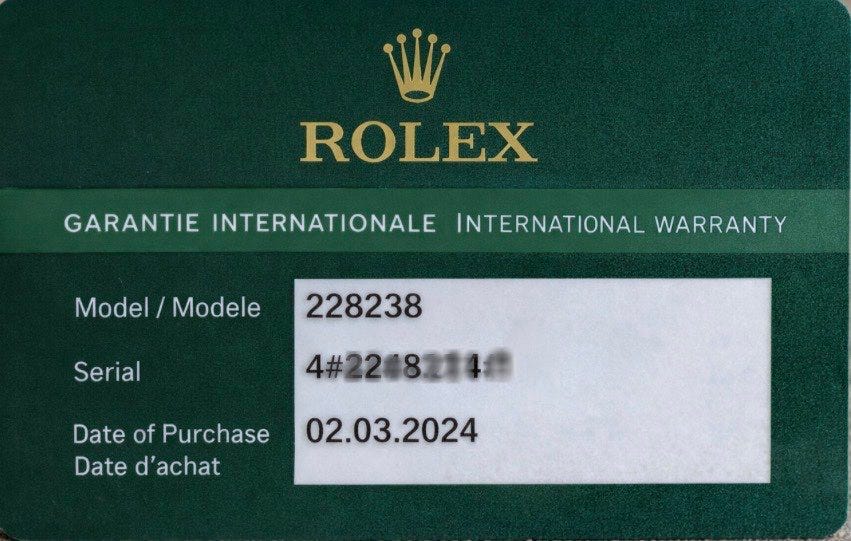 ROLEX
GARANTIE INTERNATIONALE INTERNATIONAL WARRANTY
Model / Modele 228238
Serial
Date of Purchase 02.03.2024
Date d'achat